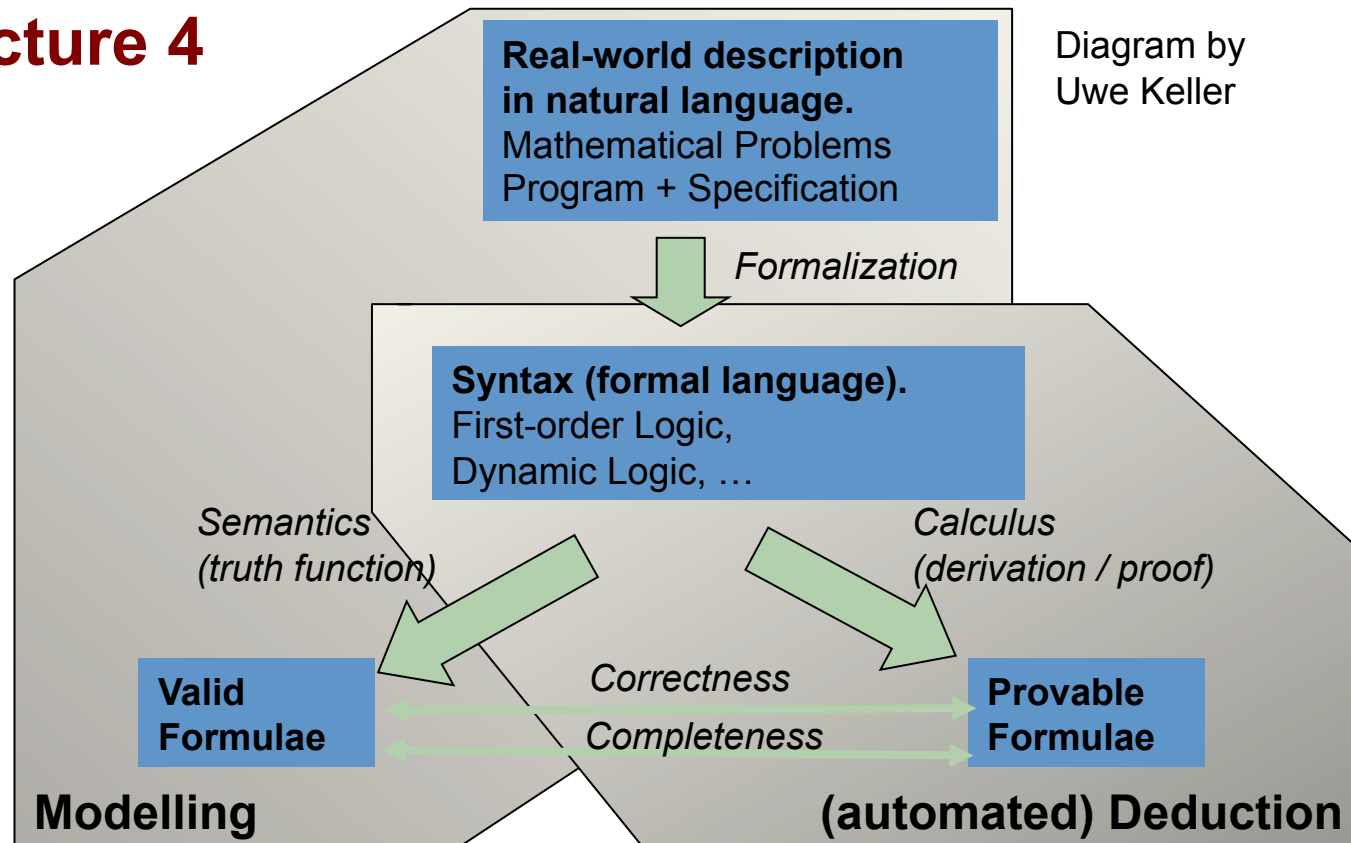 cture 4
Diagram by
Uwe Keller
Real-world description
in natural language.
Mathematical Problems
Program + Specification
Formalization
Syntax (formal language).
First-order Logic,
Dynamic Logic, …
Semantics
(truth function)
Calculus
(derivation / proof)
Valid
Formulae
Correctness
Completeness
Provable
Formulae
Modelling
(automated) Deduction